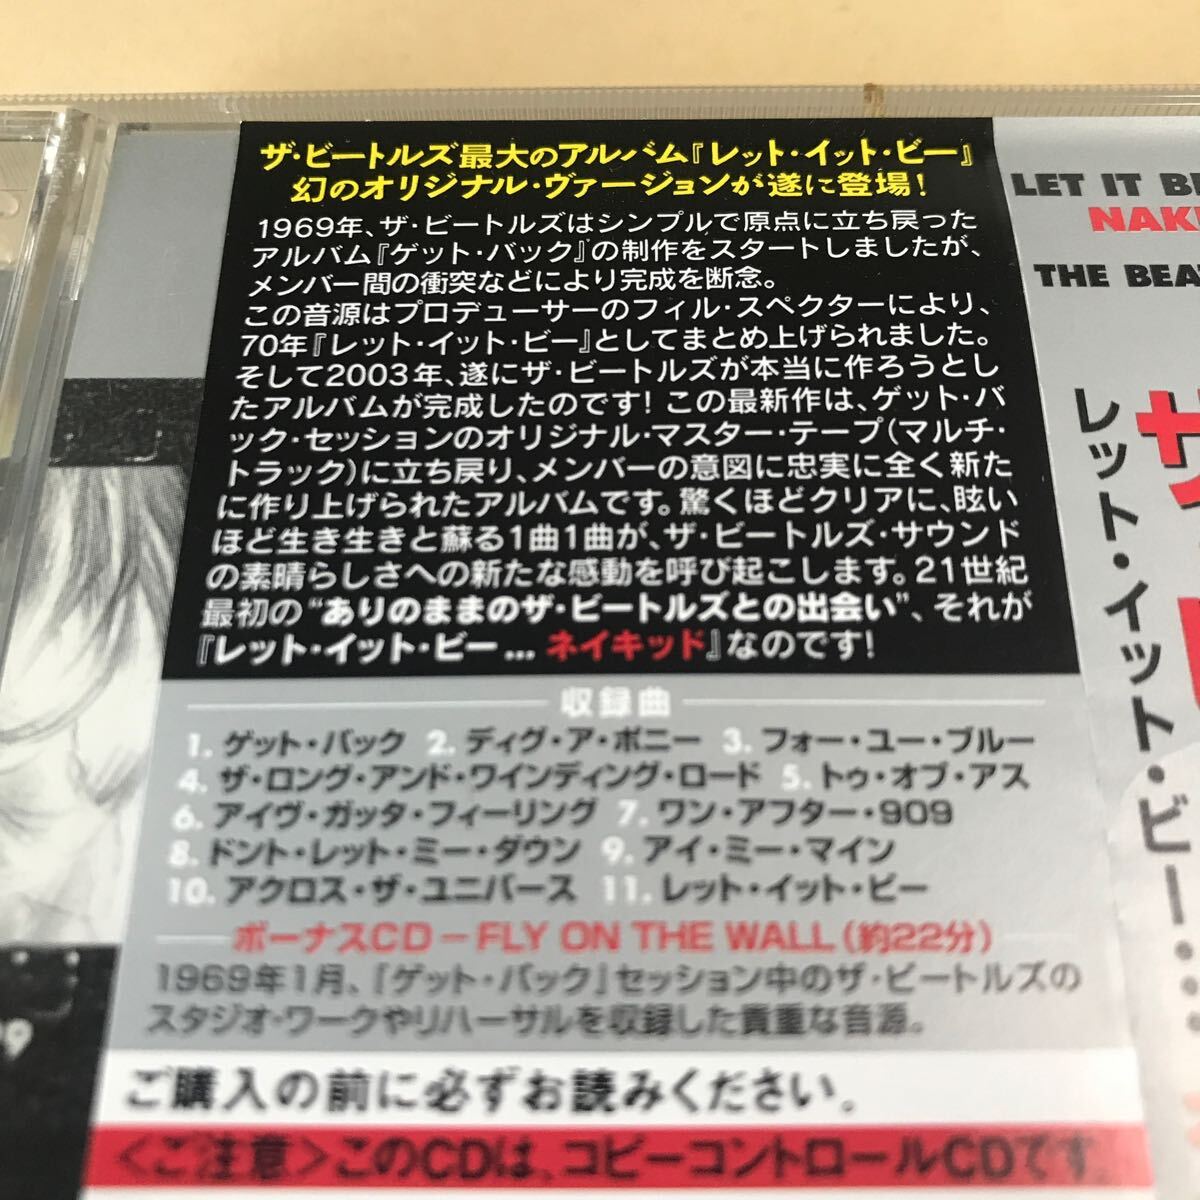 ザ・ビートルズ最大のアルバム『レット・イット・ビー』
幻のオリジナル・ヴァージョンが遂に登場!
1969年、ザ・ビートルズはシンプルで原点に立ち戻った
アルバム『ゲット・バック』の制作をスタートしましたが、
メンバー間の衝突などにより完成を断念。
この音源はプロデューサーのフィル・スペクターにより、
70年『レット・イット・ビー』としてまとめ上げられました。
そして2003年、遂にザ・ビートルズが本当に作ろうとし
たアルバムが完成したのです! この最新作は、ゲット・バ
ック・セッションのオリジナル・マスター・テープ(マルチ・
トラック)に立ち戻り、メンバーの意図に忠実に全く新た
に作り上げられたアルバムです。驚くほどクリアに、眩い
ほど生き生きと蘇る1曲1曲が、ザ・ビートルズ・サウンド
の素晴らしさへの新たな感動を呼び起こします。21世紀
最初の“ありのままのザ・ビートルズとの出会い”、それが
『レット・イット・ビー... ネイキッド』なのです!
収録曲
1. ゲット・バック 2. ディグ・ア・ポニー 3. フォー・ユー・ブルー
4. ザ・ロング・アンド・ワインディング・ロード 5. トゥ・オブ・アス
6. アイヴ・ガッタ・フィーリング 7. ワン・アフター・909
8. ドント・レット・ミー・ダウン 9. アイ・ミー・マイン
10. アクロス・ザ・ユニバース 11. レット・イット・ビー
ボーナスCD – FLY ON THE WALL (約22分)
1969年1月、『ゲット・バック』セッション中のザ・ビートルズの
スタジオ・ワークやリハーサルを収録した貴重な音源。
ご購入の前に必ずお読みください。
<ご注意>このCDは、コピーコントロールCDです。
LET IT BE
NAK
THE BEA
レット・イット・ビー...